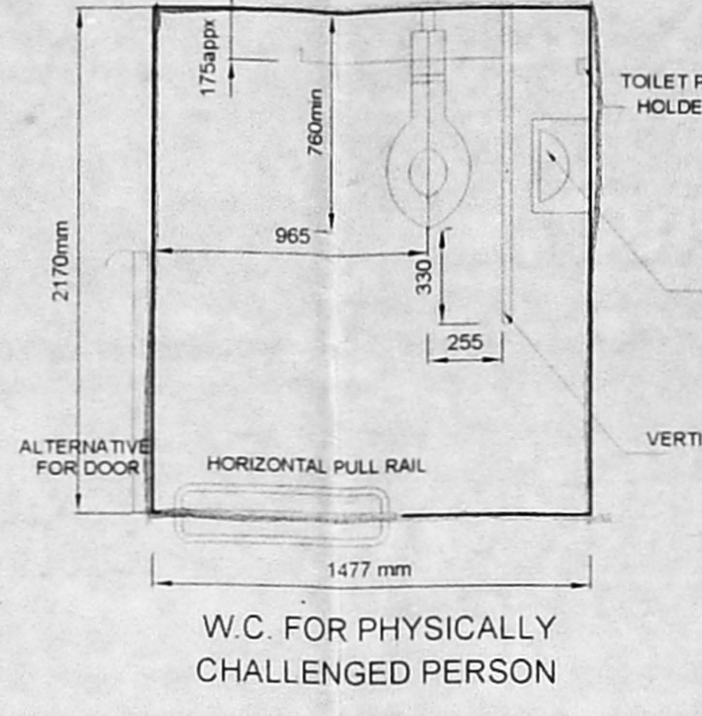 175appx
760min
TOILET P
HOLDE
2170mm
965
330
255
ALTERNATIVE
FOR DOOR
HORIZONTAL PULL RAIL
VERTI
1477 mm
W.C. FOR PHYSICALLY
CHALLENGED PERSON